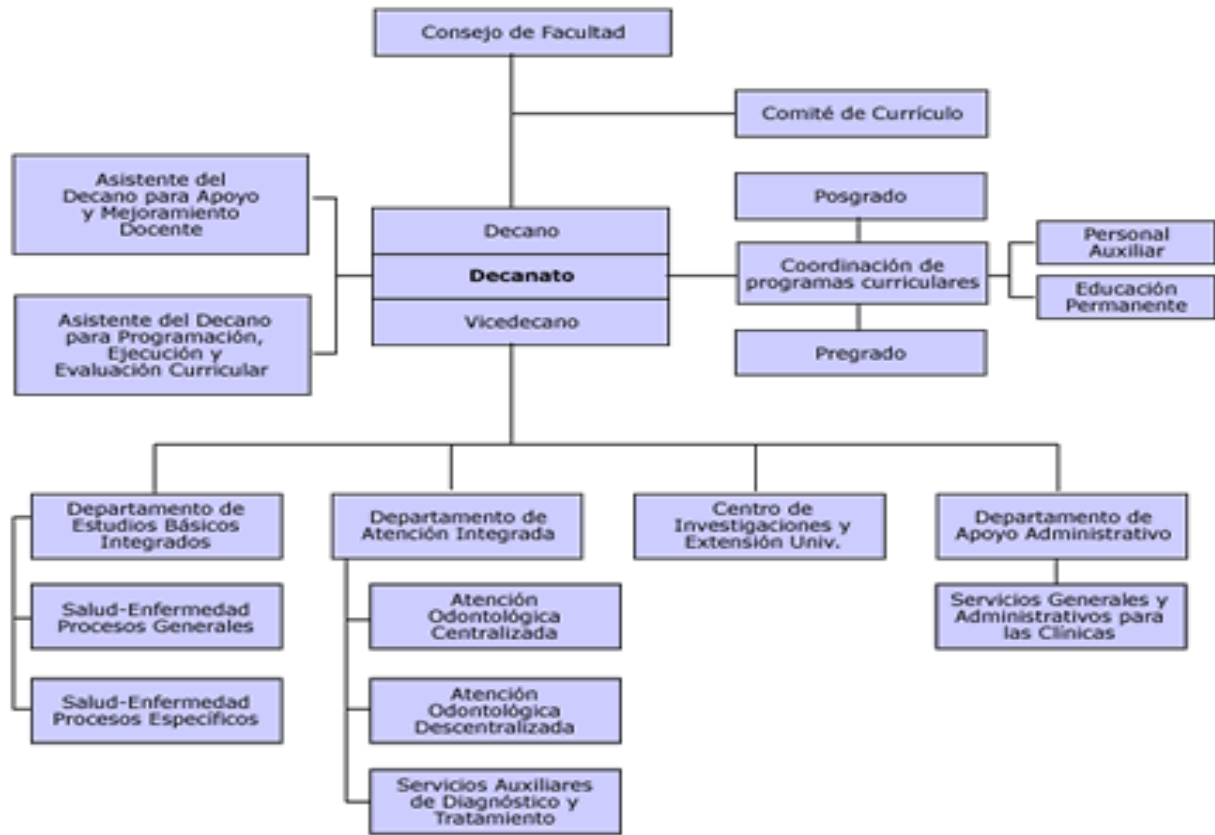 Consejo de Facultad
Comité de Currículo
Asistente del
Decano para Apoyo
y Mejoramiento
Docente
Posgrado
Decano
Personal
Auxiliar
Decanato
Coordinación de
programas curriculares
Educación
Permanente
Asistente del Decano
para Programación,
Ejecución y
Evaluación Curricular
Vicedecano
Pregrado
Departamento de
Estudios Básicos
Integrados
Departamento de
Atención Integrada
Centro de
Investigaciones y
Extensión Univ.
Departamento de
Apoyo Administrativo
Salud-Enfermedad
Procesos Generales
Atención
Odontológica
Centralizada
Servicios Generales y
Administrativos para
las Clínicas
Salud-Enfermedad
Procesos Específicos
Atención
Odontológica
Descentralizada
Servicios Auxiliares
de Diagnóstico y
Tratamiento